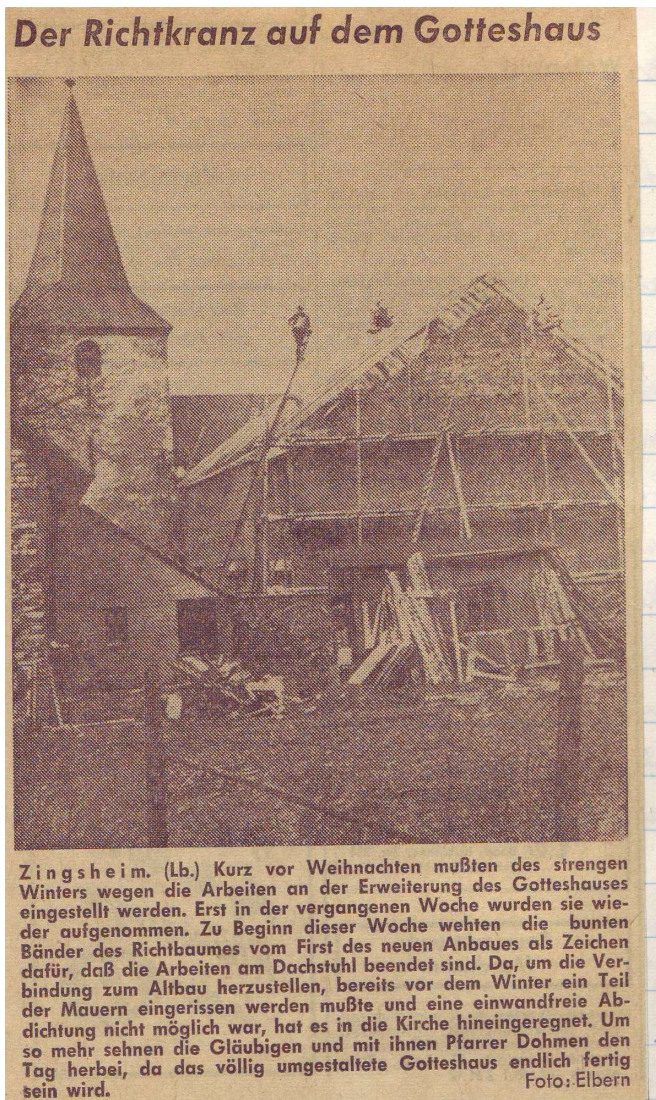 Der Richtkranz auf dem Gotteshaus
Zingsheim. (Lb.) Kurz vor Weihnachten mußten des strengen
Winters wegen die Arbeiten an der Erweiterung des Gotteshauses
eingestellt werden. Erst in der vergangenen Woche wurden sie wie-
der aufgenommen. Zu Beginn dieser Woche wehten die bunten
Bänder des Richtbaumes vom First des neuen Anbaues als Zeichen
dafür, daß die Arbeiten am Dachstuhl beendet sind. Da, um die Ver-
bindung zum Altbau herzustellen, bereits vor dem Winter ein Teil
der Mauern eingerissen werden mußte und eine einwandfreie Ab-
dichtung nicht möglich war, hat es in die Kirche hineingeregnet. Um
so mehr sehnen die Gläubigen und mit ihnen Pfarrer Dohmen den
Tag herbei, da das völlig umgestaltete Gotteshaus endlich fertig
sein wird.
Foto: Elbern